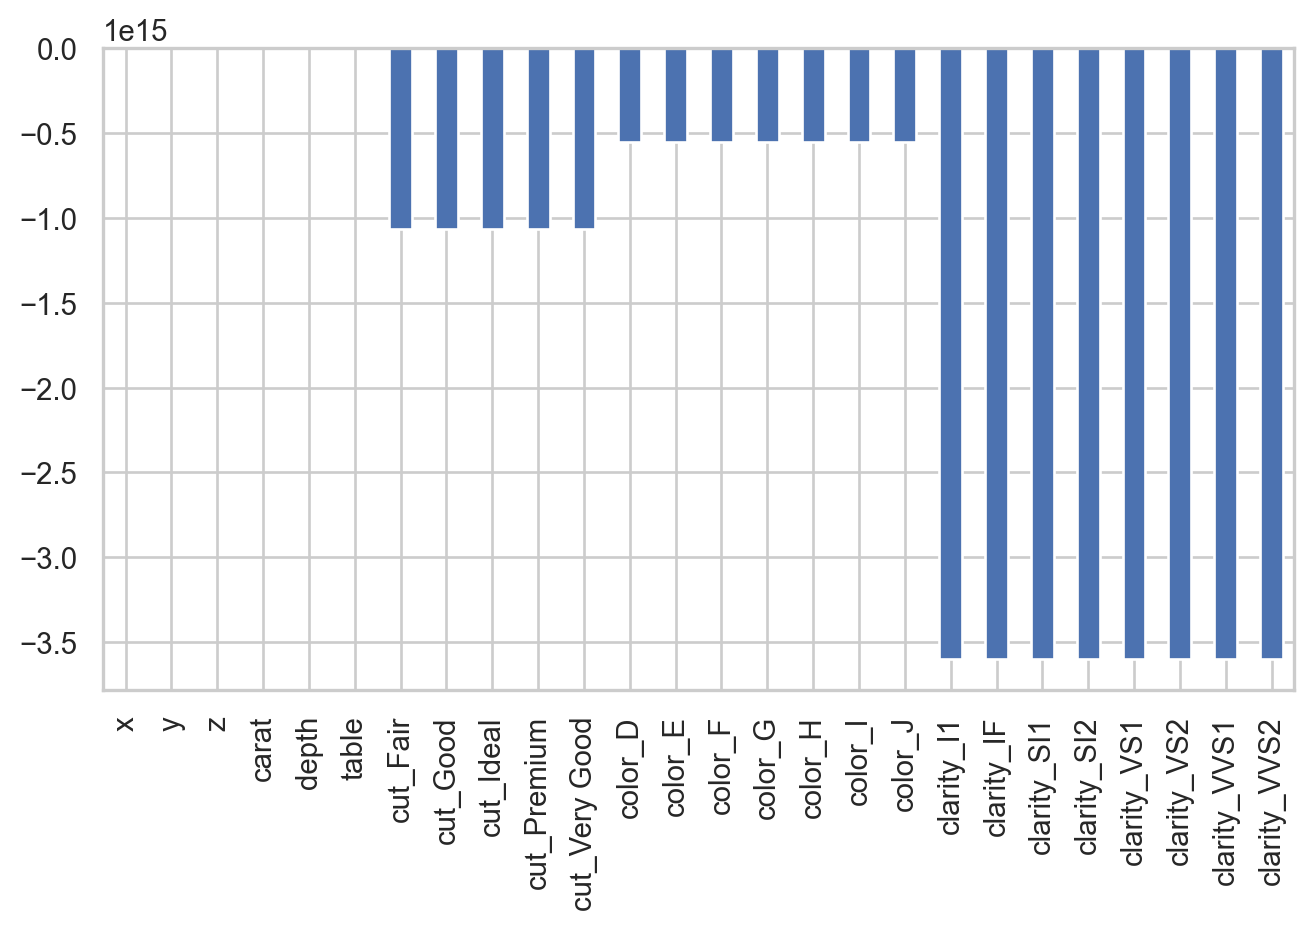 1e15
0.0
−0.5
−1.0
−1.5
−2.0
−2.5
−3.0
−3.5
x
y
z
carat
depth
table
cut_Fair
cut_Good
cut_Ideal
cut_Premium
cut_Very Good
color_D
color_E
color_F
color_G
color_H
color_I
color_J
clarity_I1
clarity_IF
clarity_SI1
clarity_SI2
clarity_VS1
clarity_VS2
clarity_VVS1
clarity_VVS2